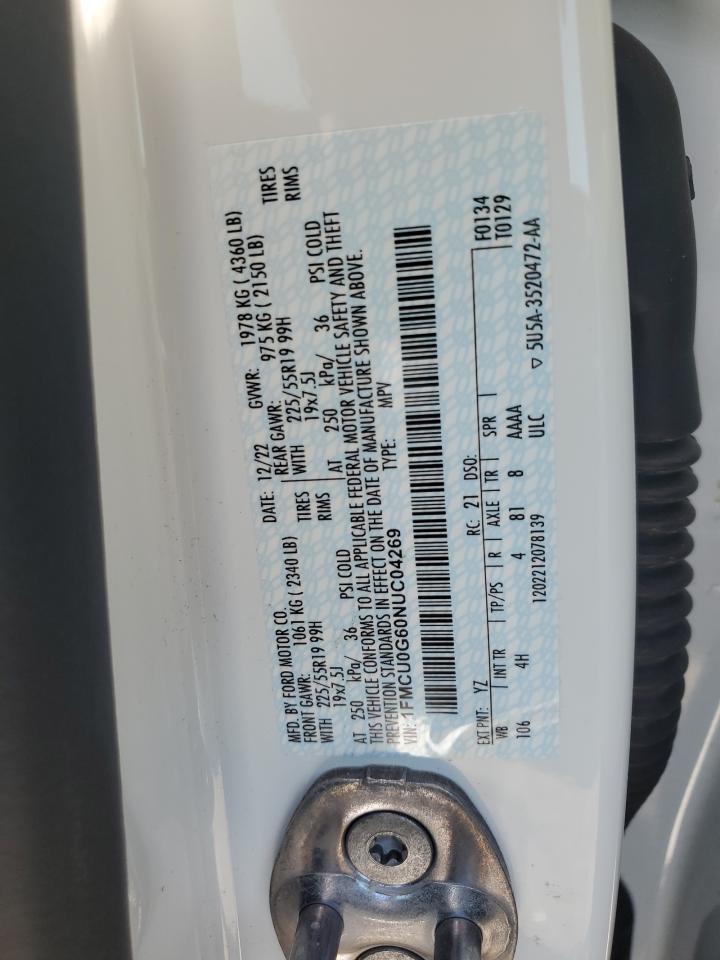 MFD. BY FORD MOTOR CO.
DATE: 12/22 GVWR: 1978 KG ( 4360 LB)
FRONT GAWR: 1061 KG ( 2340 LB) REAR GAWR: 975 KG ( 2150 LB)
WITH 225/55R19 99H TIRES WITH 225/55R19 99H TIRES
19x7.5J RIMS 19x7.5J RIMS
AT 250 kPa/ 36 PSI COLD AT 250 kPa/ 36 PSI COLD
THIS VEHICLE CONFORMS TO ALL APPLICABLE FEDERAL MOTOR VEHICLE SAFETY AND THEFT
PREVENTION STANDARDS IN EFFECT ON THE DATE OF MANUFACTURE SHOWN ABOVE.
VIN: 1FMCU0G60NUC04269 TYPE: MPV
F0134
EXT PNT: YZ RC: 21 DSO: T0129
WB INT TR TP/PS R AXLE TR SPR
106 4H 4 81 8 AAAA
1202212078139 ULC
▽ 5U5A-3520472-AA